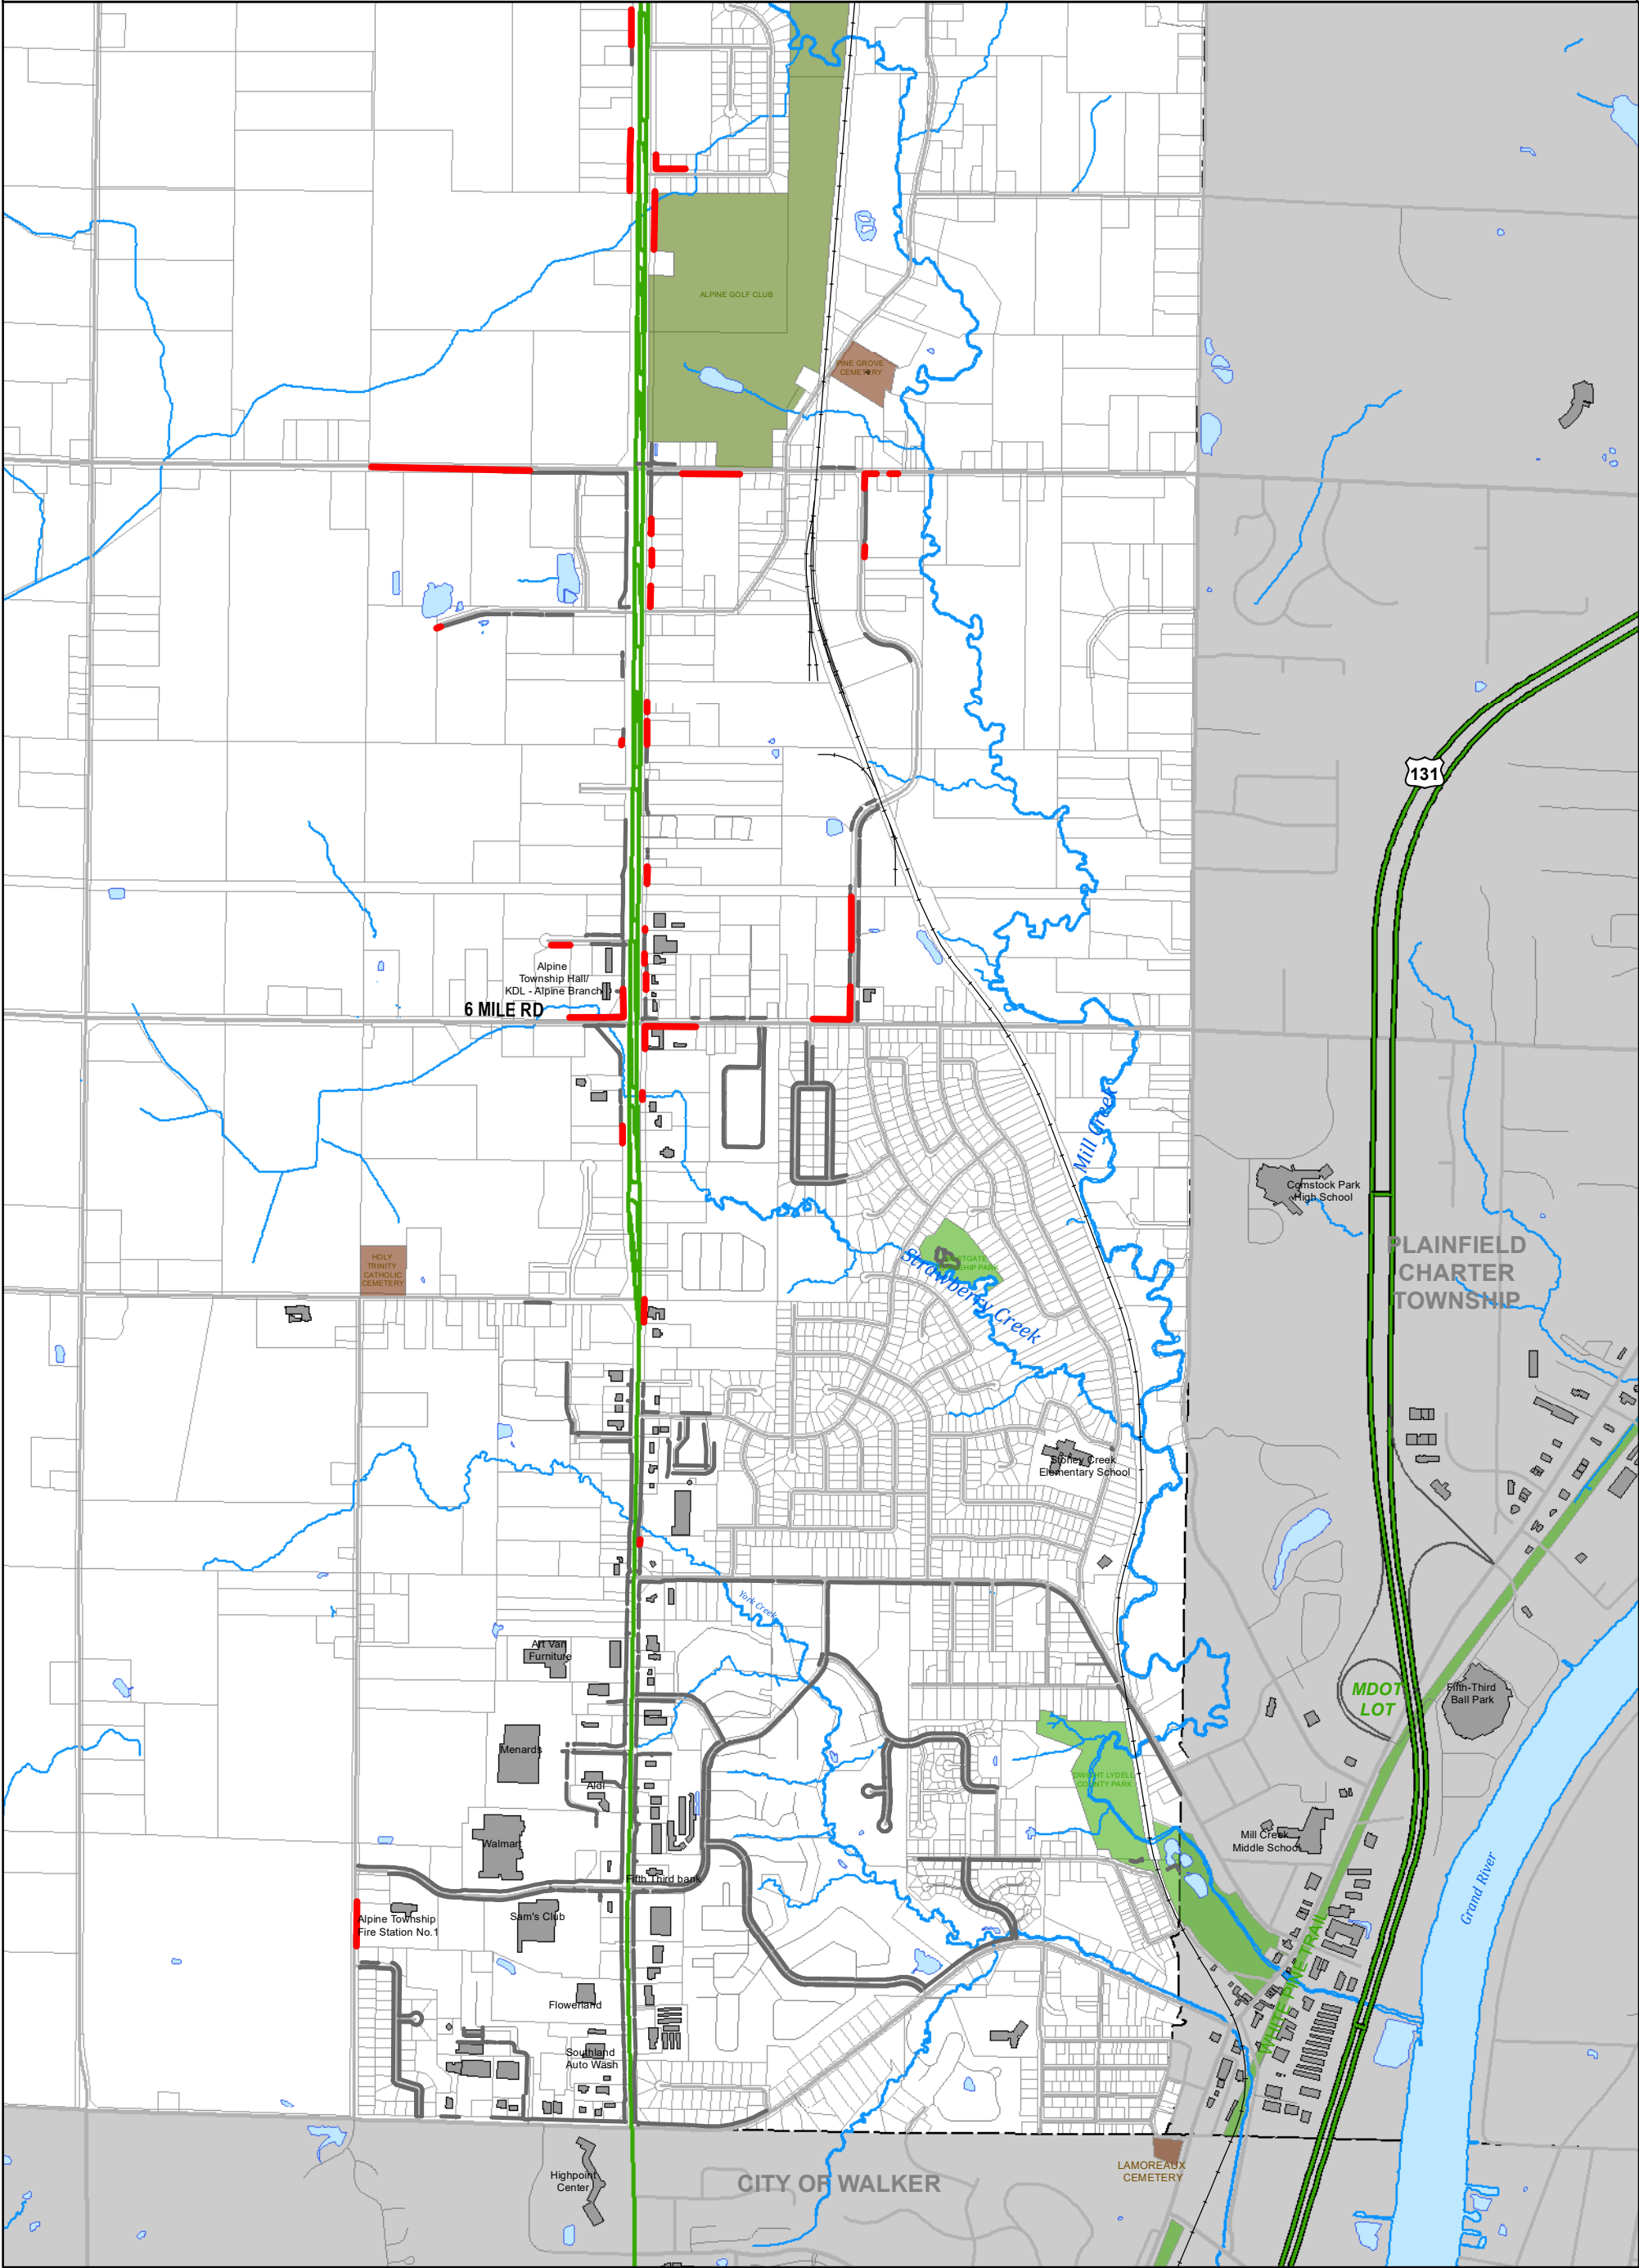 ALPINE GOLF CLUB
PINE GROVE
CEMETERY
131
Alpine
Township Hall/
KDL - Alpine Branch
6 MILE RD
Mill Creek
Comstock Park
High School
PLAINFIELD
CHARTER
TOWNSHIP
HOLY
TRINITY
CATHOLIC
CEMETERY
Strawberry Creek
Stoney Creek
Elementary School
York Creek
Art Van
Furniture
MDOT
LOT
Fifth-Third
Ball Park
Menards
Aldi
DWIGHT LYDELL
COUNTY PARK
Walmart
Mill Creek
Middle School
Fifth Third bank
Grand River
Alpine Township
Fire Station No.1
Sam's Club
WHITE PINE TRAIL
Flowerland
Southland
Auto Wash
LAMOREAUX
CEMETERY
Highpoint
Center
CITY OF WALKER